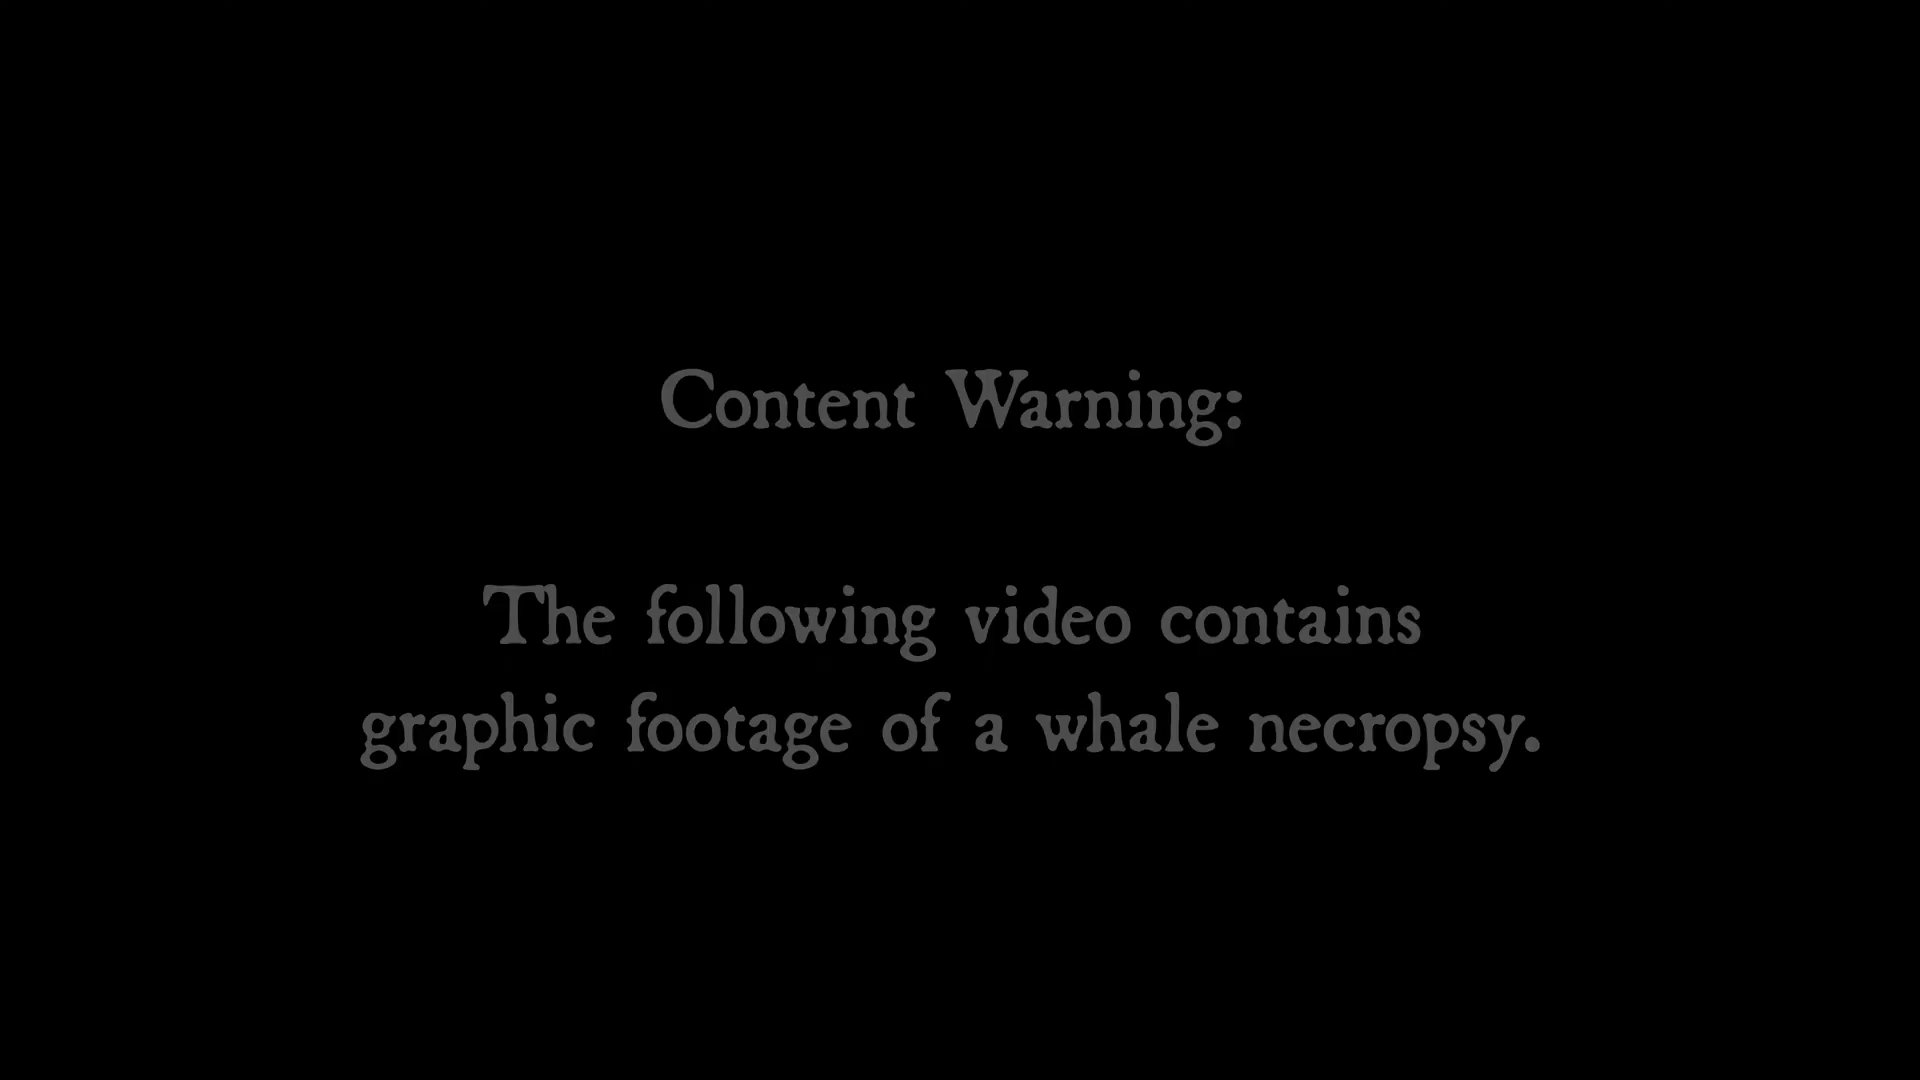 Content Warning:
The following video contains
graphic footage of a whale necropsy.